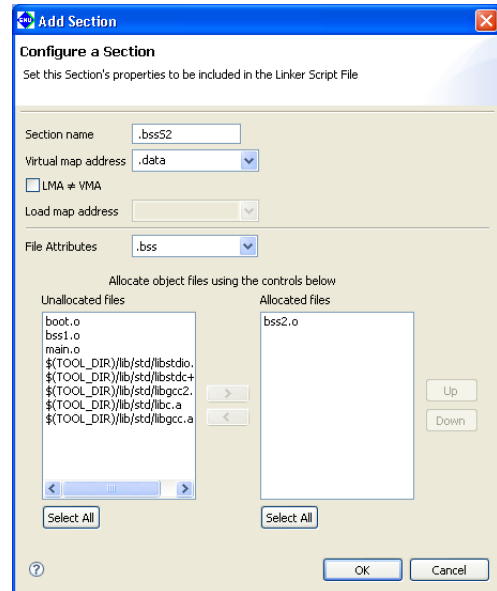 GNU Add Section
Configure a Section
Set this Section's properties to be included in the Linker Script File
Section name .bssS2
Virtual map address .data
LMA ≠ VMA
Load map address
File Attributes .bss
Allocate object files using the controls below
Unallocated files Allocated files
boot.o bss2.o
bss1.o
main.o
$(TOOL_DIR)/lib/std/libstdio.
$(TOOL_DIR)/lib/std/libstdc+
$(TOOL_DIR)/lib/std/libgcc2.
$(TOOL_DIR)/lib/std/libc.a
$(TOOL_DIR)/lib/std/libgcc.a
> Up
< Down
Select All Select All
? OK Cancel